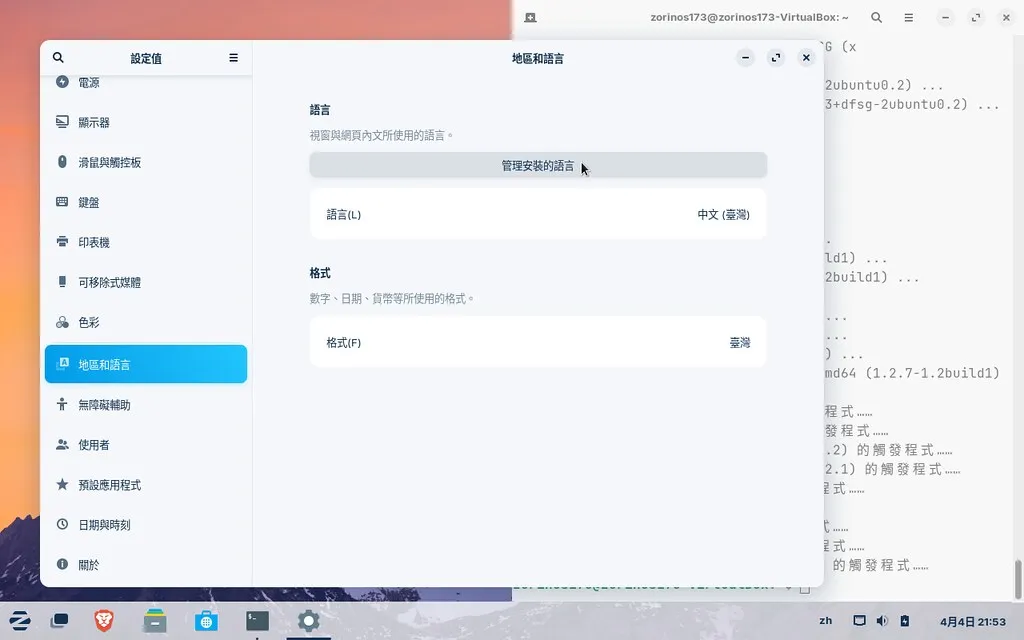 zorinos173@zorinos173-VirtualBox: ~
設定值
地區和語言
電源
顯示器
滑鼠與觸控板
鍵盤
印表機
可移除式媒體
色彩
地區和語言
無障礙輔助
使用者
預設應用程式
日期與時刻
關於
語言
視窗與網頁內文所使用的語言。
管理安裝的語言
語言(L) 中文 (臺灣)
格式
數字、日期、貨幣等所使用的格式。
格式(F) 臺灣
G (x
2ubuntu0.2) ...
3+dfsg-2ubuntu0.2) ...
.
ld1) ...
2build1) ...
...
...
) ...
md64 (1.2.7-1.2build1)
程式……
發程式……
.2) 的觸發程式……
2.1) 的觸發程式……
程式……
式……
程式……
的觸發程式……
zh 4月4日 21:53